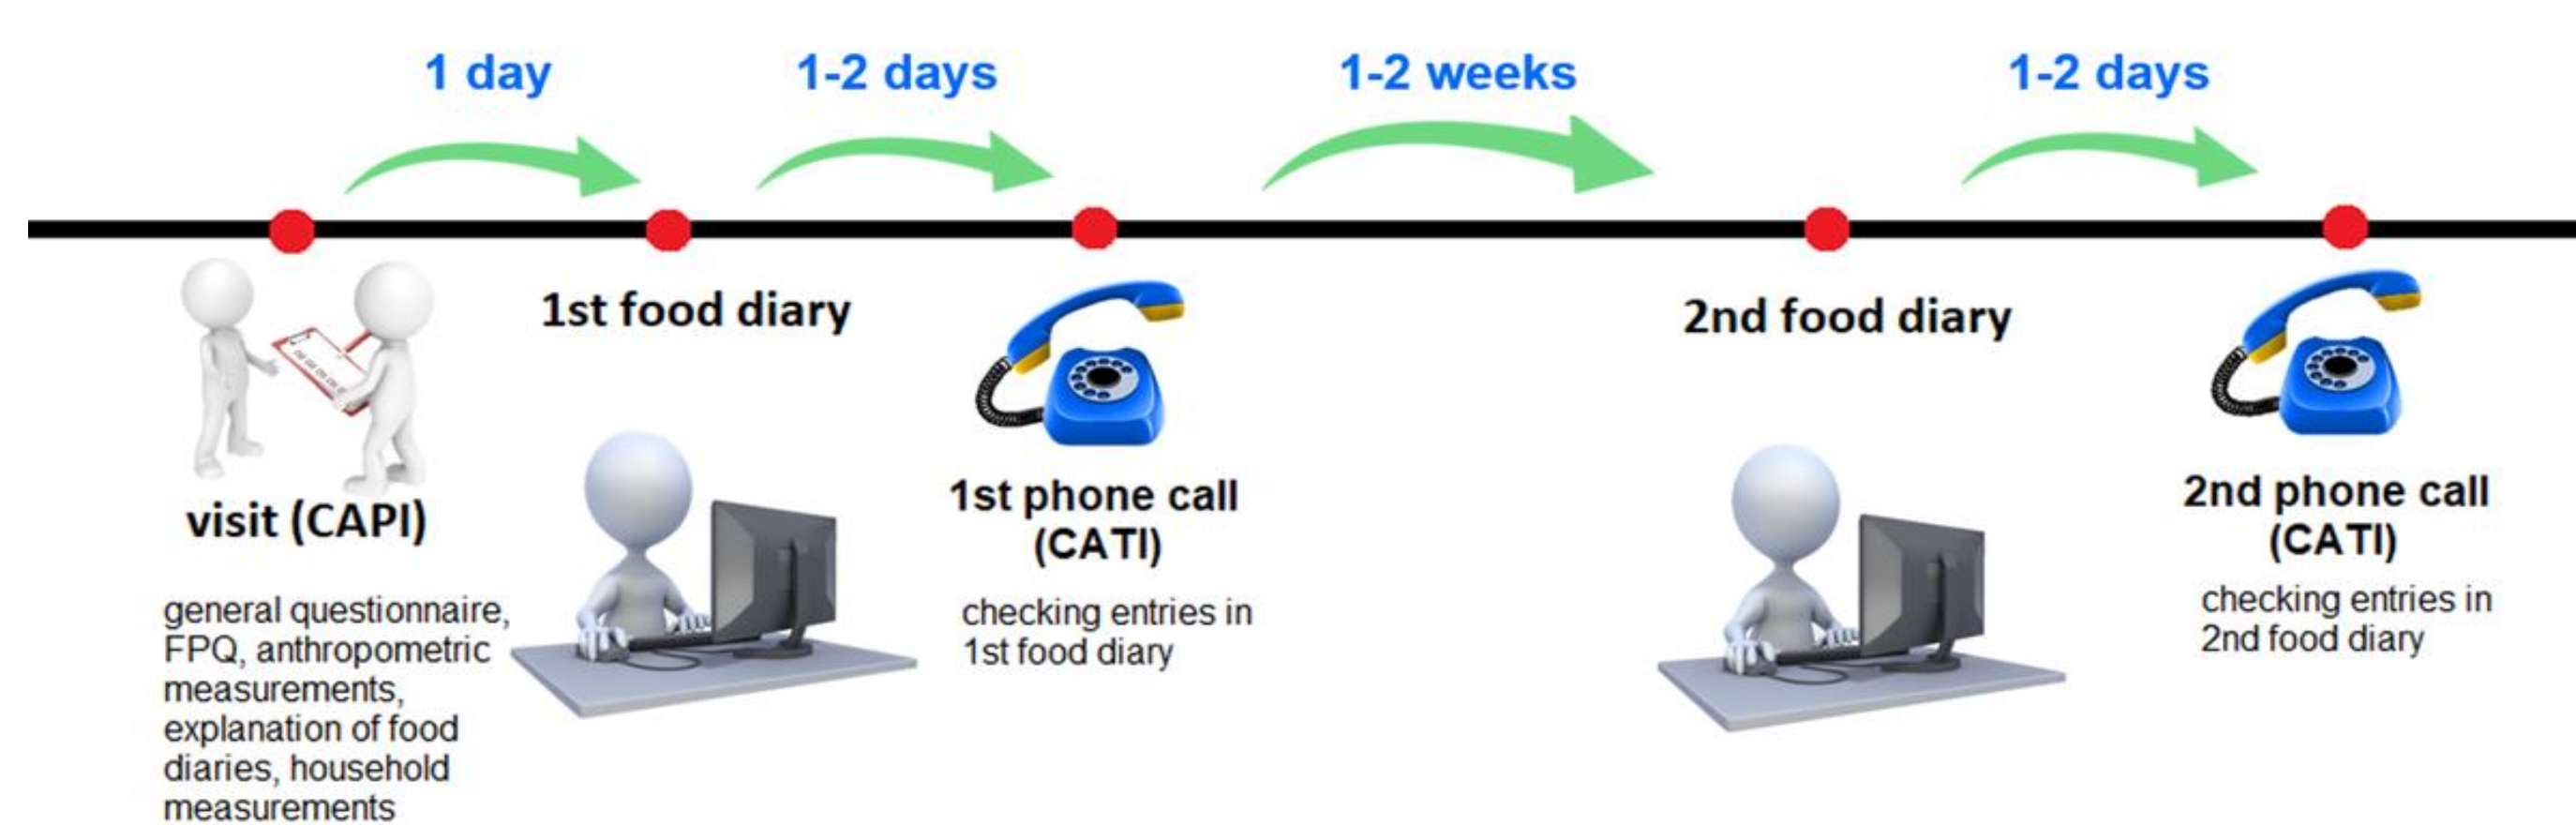 1 day
1-2 days
1-2 weeks
1-2 days
visit (CAPI)
general questionnaire,
FPQ, anthropometric
measurements,
explanation of food
diaries, household
measurements
1st food diary
1st phone call
(CATI)
checking entries in
1st food diary
2nd food diary
2nd phone call
(CATI)
checking entries in
2nd food diary